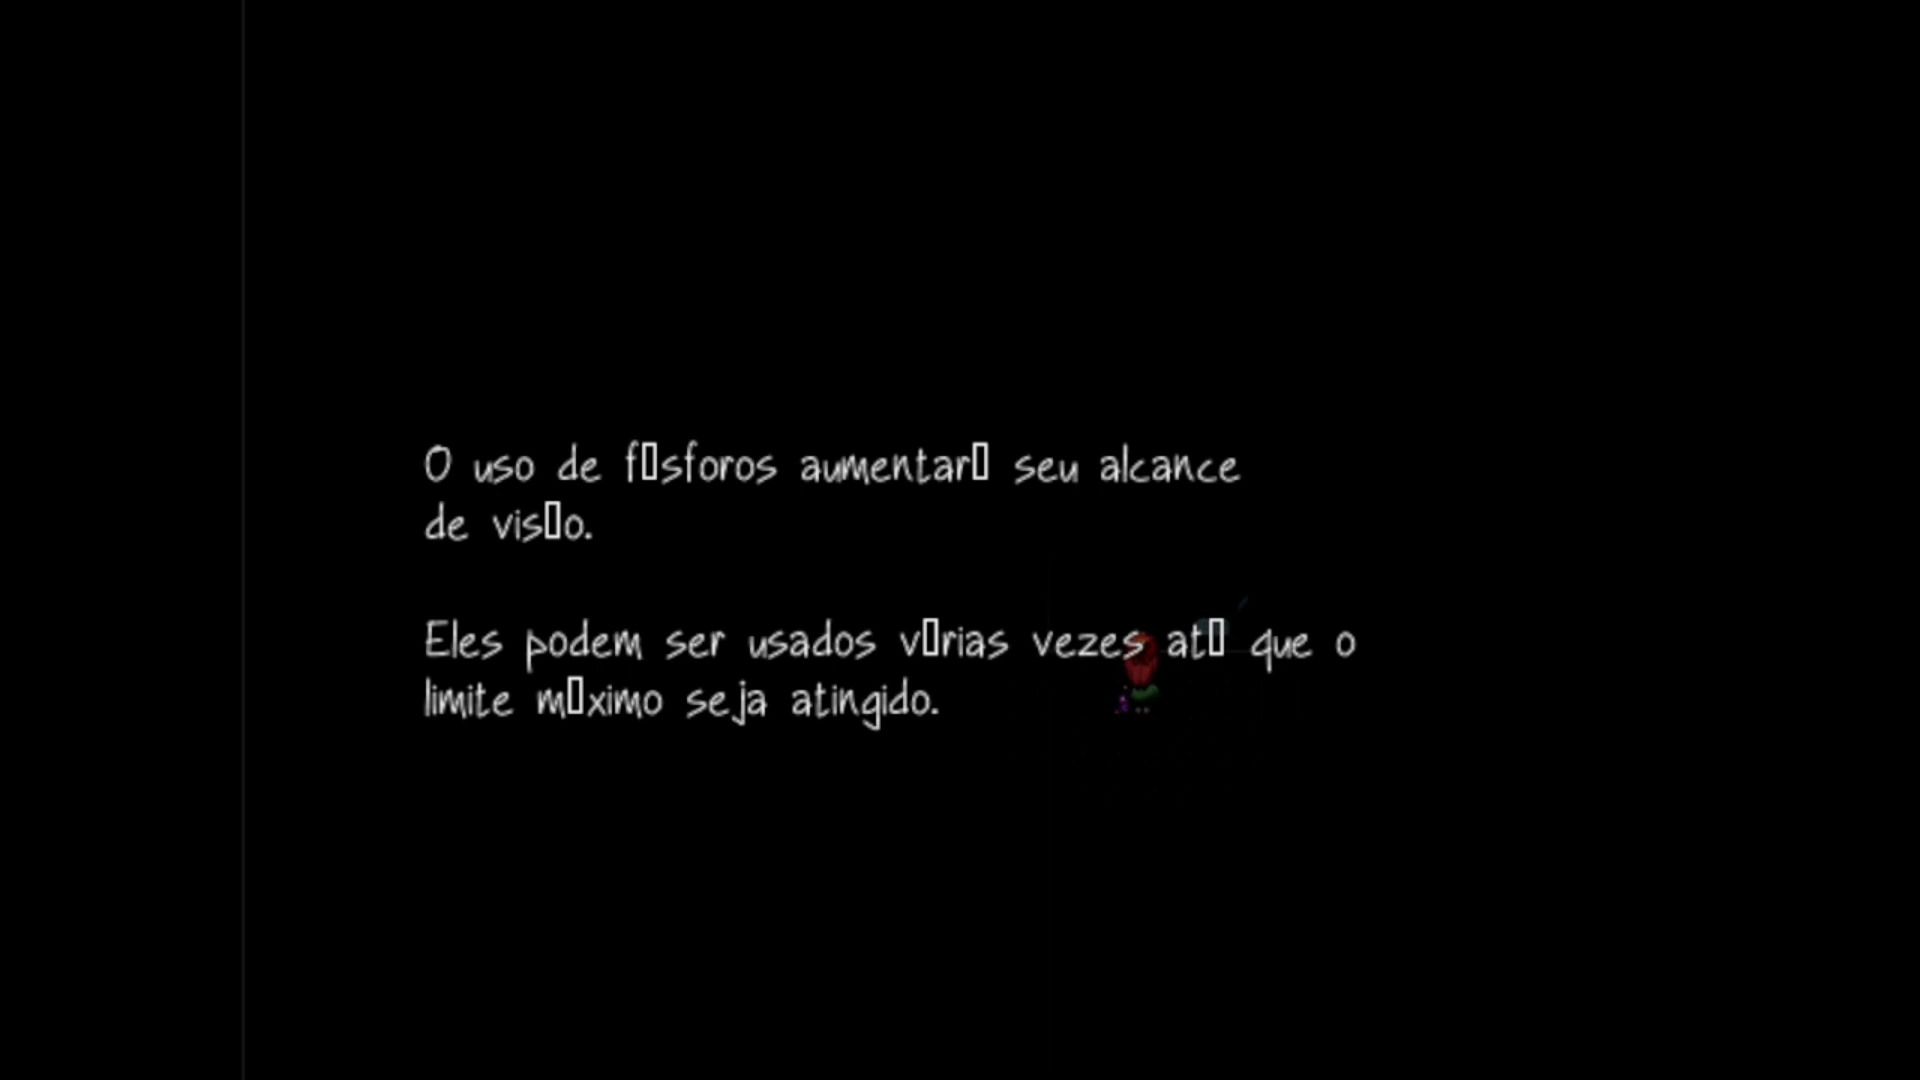 O uso de f▯sforos aumentar▯ seu alcance
de vis▯o.
Eles podem ser usados v▯rias vezes at▯ que o
limite m▯ximo seja atingido.